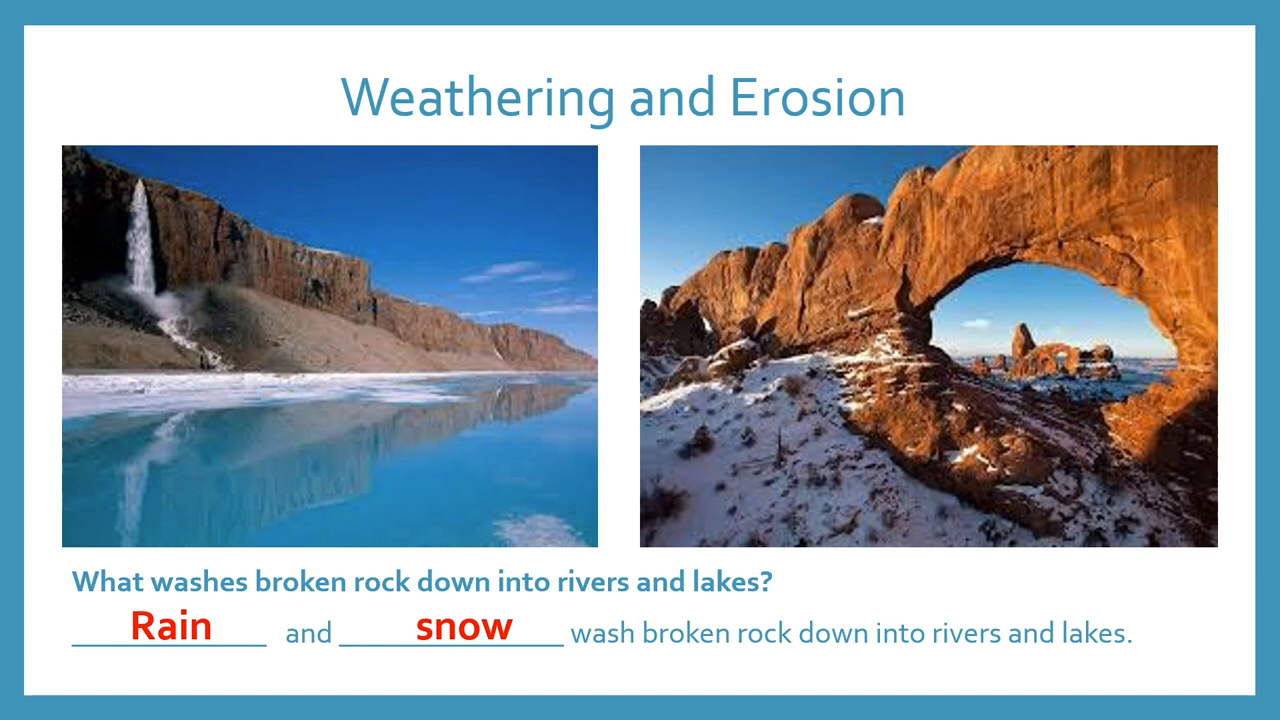 Weathering and Erosion
What washes broken rock down into rivers and lakes?
Rain and snow wash broken rock down into rivers and lakes.